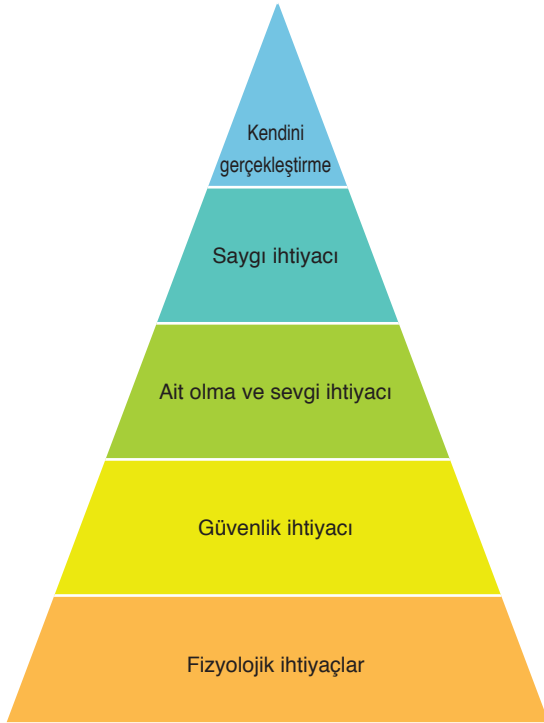 Kendini
gerçekleştirme
Saygı ihtiyacı
Ait olma ve sevgi ihtiyacı
Güvenlik ihtiyacı
Fizyolojik ihtiyaçlar